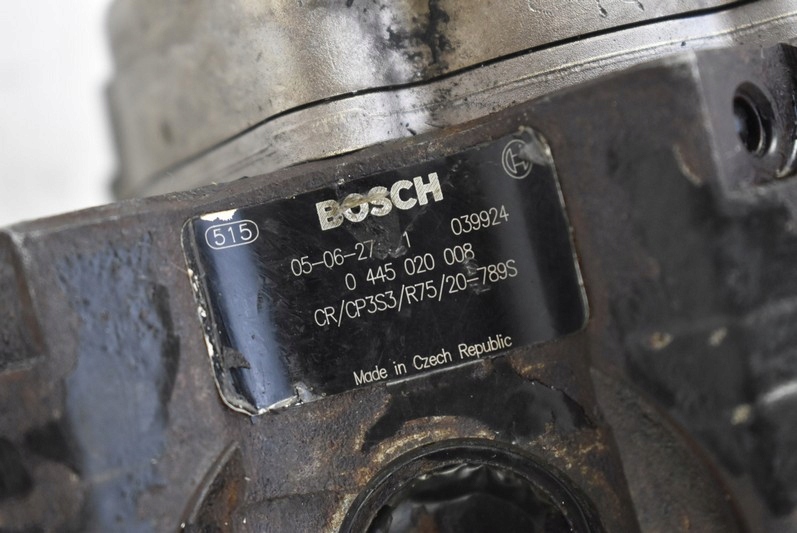 BOSCH
515
05-06-27 1 039924
0 445 020 008
CR/CP3S3/R75/20-789S
Made in Czech Republic